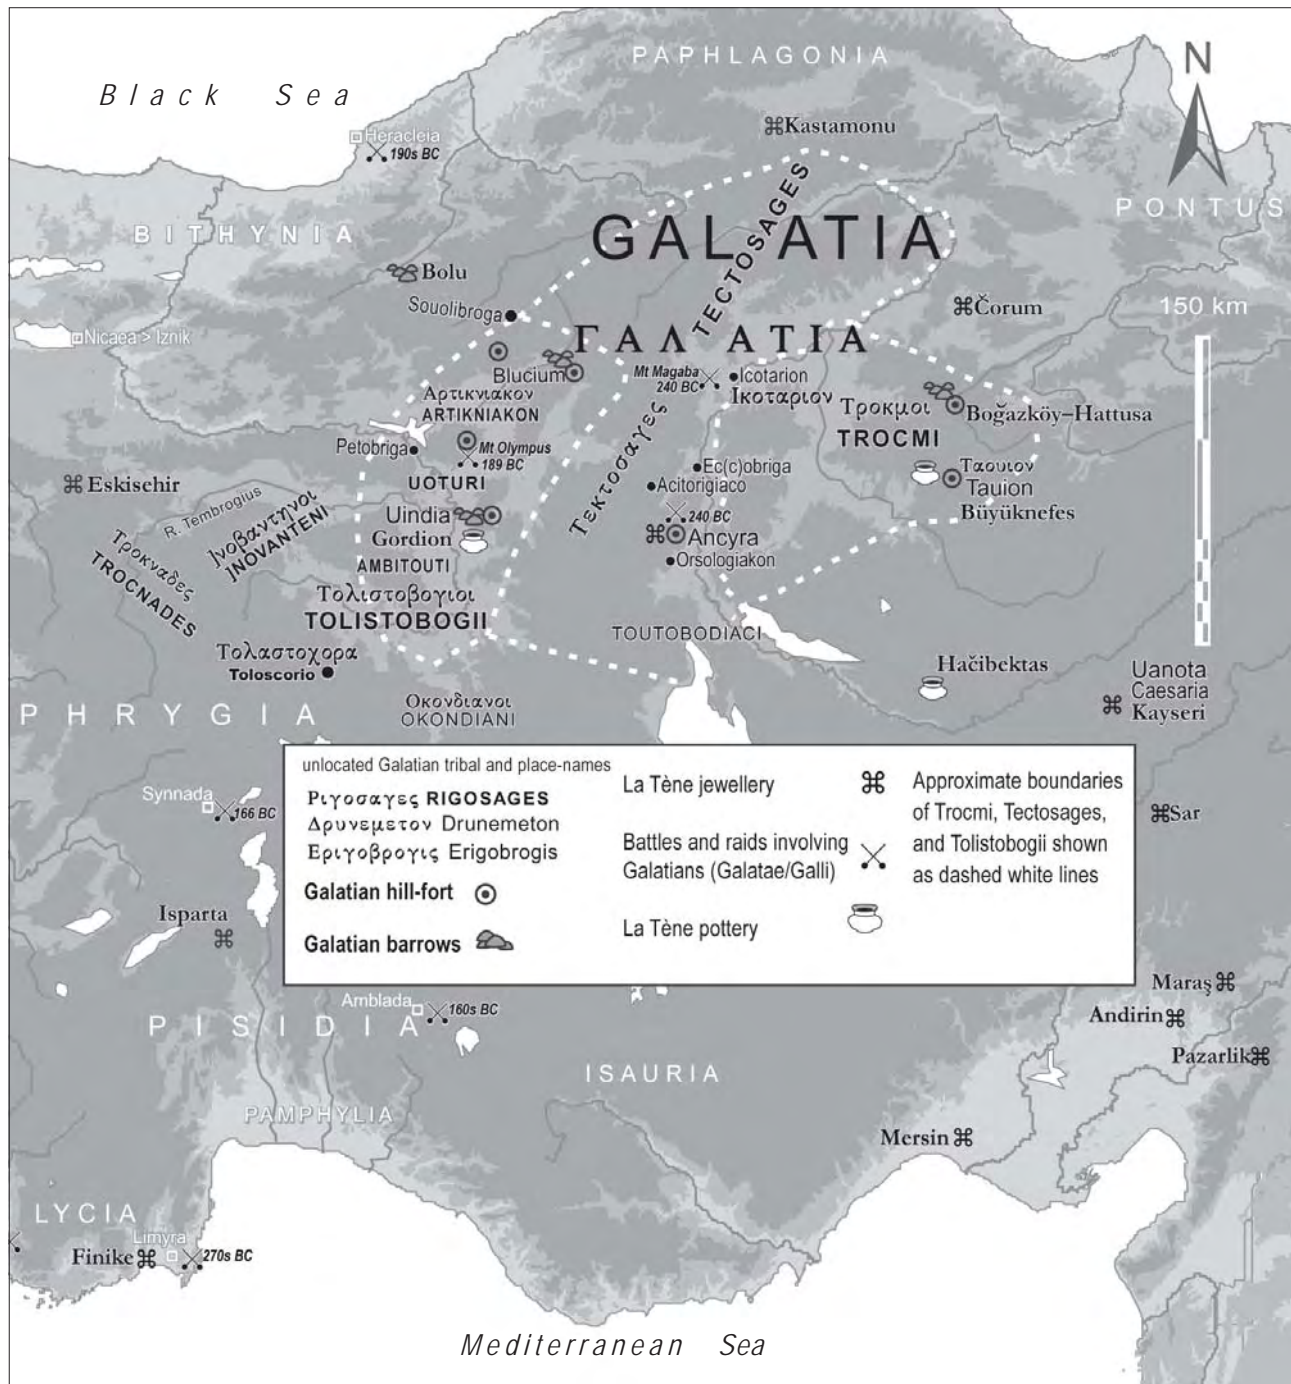 PAPHLAGONIA
N
Black Sea
Kastamonu
Heracleia
190s BC
PONTUS
BITHYNIA
GALATIA
TECTOSAGES
Bolu
Souolibroga
Čorum
150 km
Nicaea > Iznik
ΓΑΛΑΤΙΑ
Blucium
Mt Magaba
240 BC
Icotarion
Ικοταριον
Αρτικνιακον
ARTIKNIAKON
Τροκμοι
TROCMI
Boğazköy–Hattusa
Τεκτοσαγες
Petobriga
Mt Olympus
189 BC
UOTURI
Ec(c)obriga
Acitorigiaco
Ταουιον
Tauion
Büyüknefes
Eskisehir
R. Tembrogius
Uindia
Gordion
240 BC
Ancyra
Orsologiakon
]νοβαντηνοι
]NOVANTENI
Τροκναδες
TROCNADES
AMBITOUTI
Τολιστοβογιοι
TOLISTOBOGII
TOUTOBODIACI
Τολαστοχορα
Toloscorio
Hačibektas
Uanota
Caesaria
Kayseri
Οκονδιανοι
OKONDIANI
PHRYGIA
unlocated Galatian tribal and place-names
Ριγοσαγες RIGOSAGES
Δρυνεμετον Drunemeton
Εριγοβρογις Erigobrogis
Galatian hill-fort
Galatian barrows
La Tène jewellery
Battles and raids involving
Galatians (Galatae/Galli)
La Tène pottery
Approximate boundaries
of Trocmi, Tectosages,
and Tolistobogii shown
as dashed white lines
Synnada
166 BC
Sar
Isparta
Amblada
160s BC
PISIDIA
Maraş
Andirin
Pazarlik
ISAURIA
PAMPHYLIA
Mersin
LYCIA
Limyra
Finike
270s BC
Mediterranean Sea